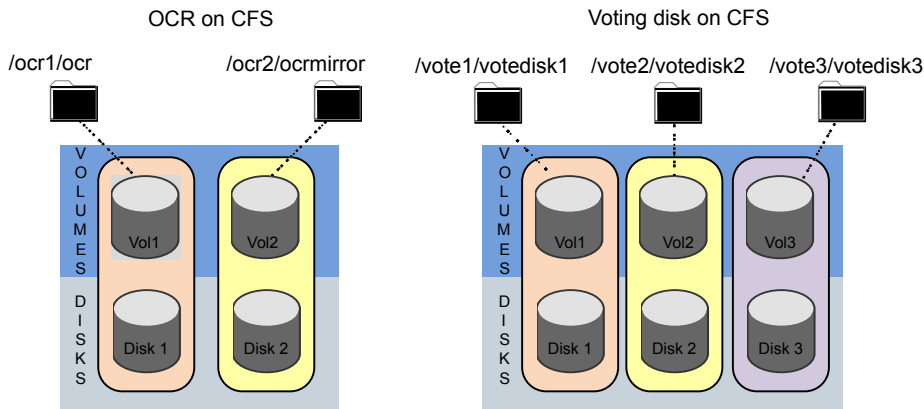 OCR on CFS
/ocr1/ocr
/ocr2/ocrmirror
VOLUMES
Vol1
Vol2
DISKS
Disk 1
Disk 2
Voting disk on CFS
/vote1/votedisk1
/vote2/votedisk2
/vote3/votedisk3
VOLUMES
Vol1
Vol2
Vol3
DISKS
Disk 1
Disk 2
Disk 3